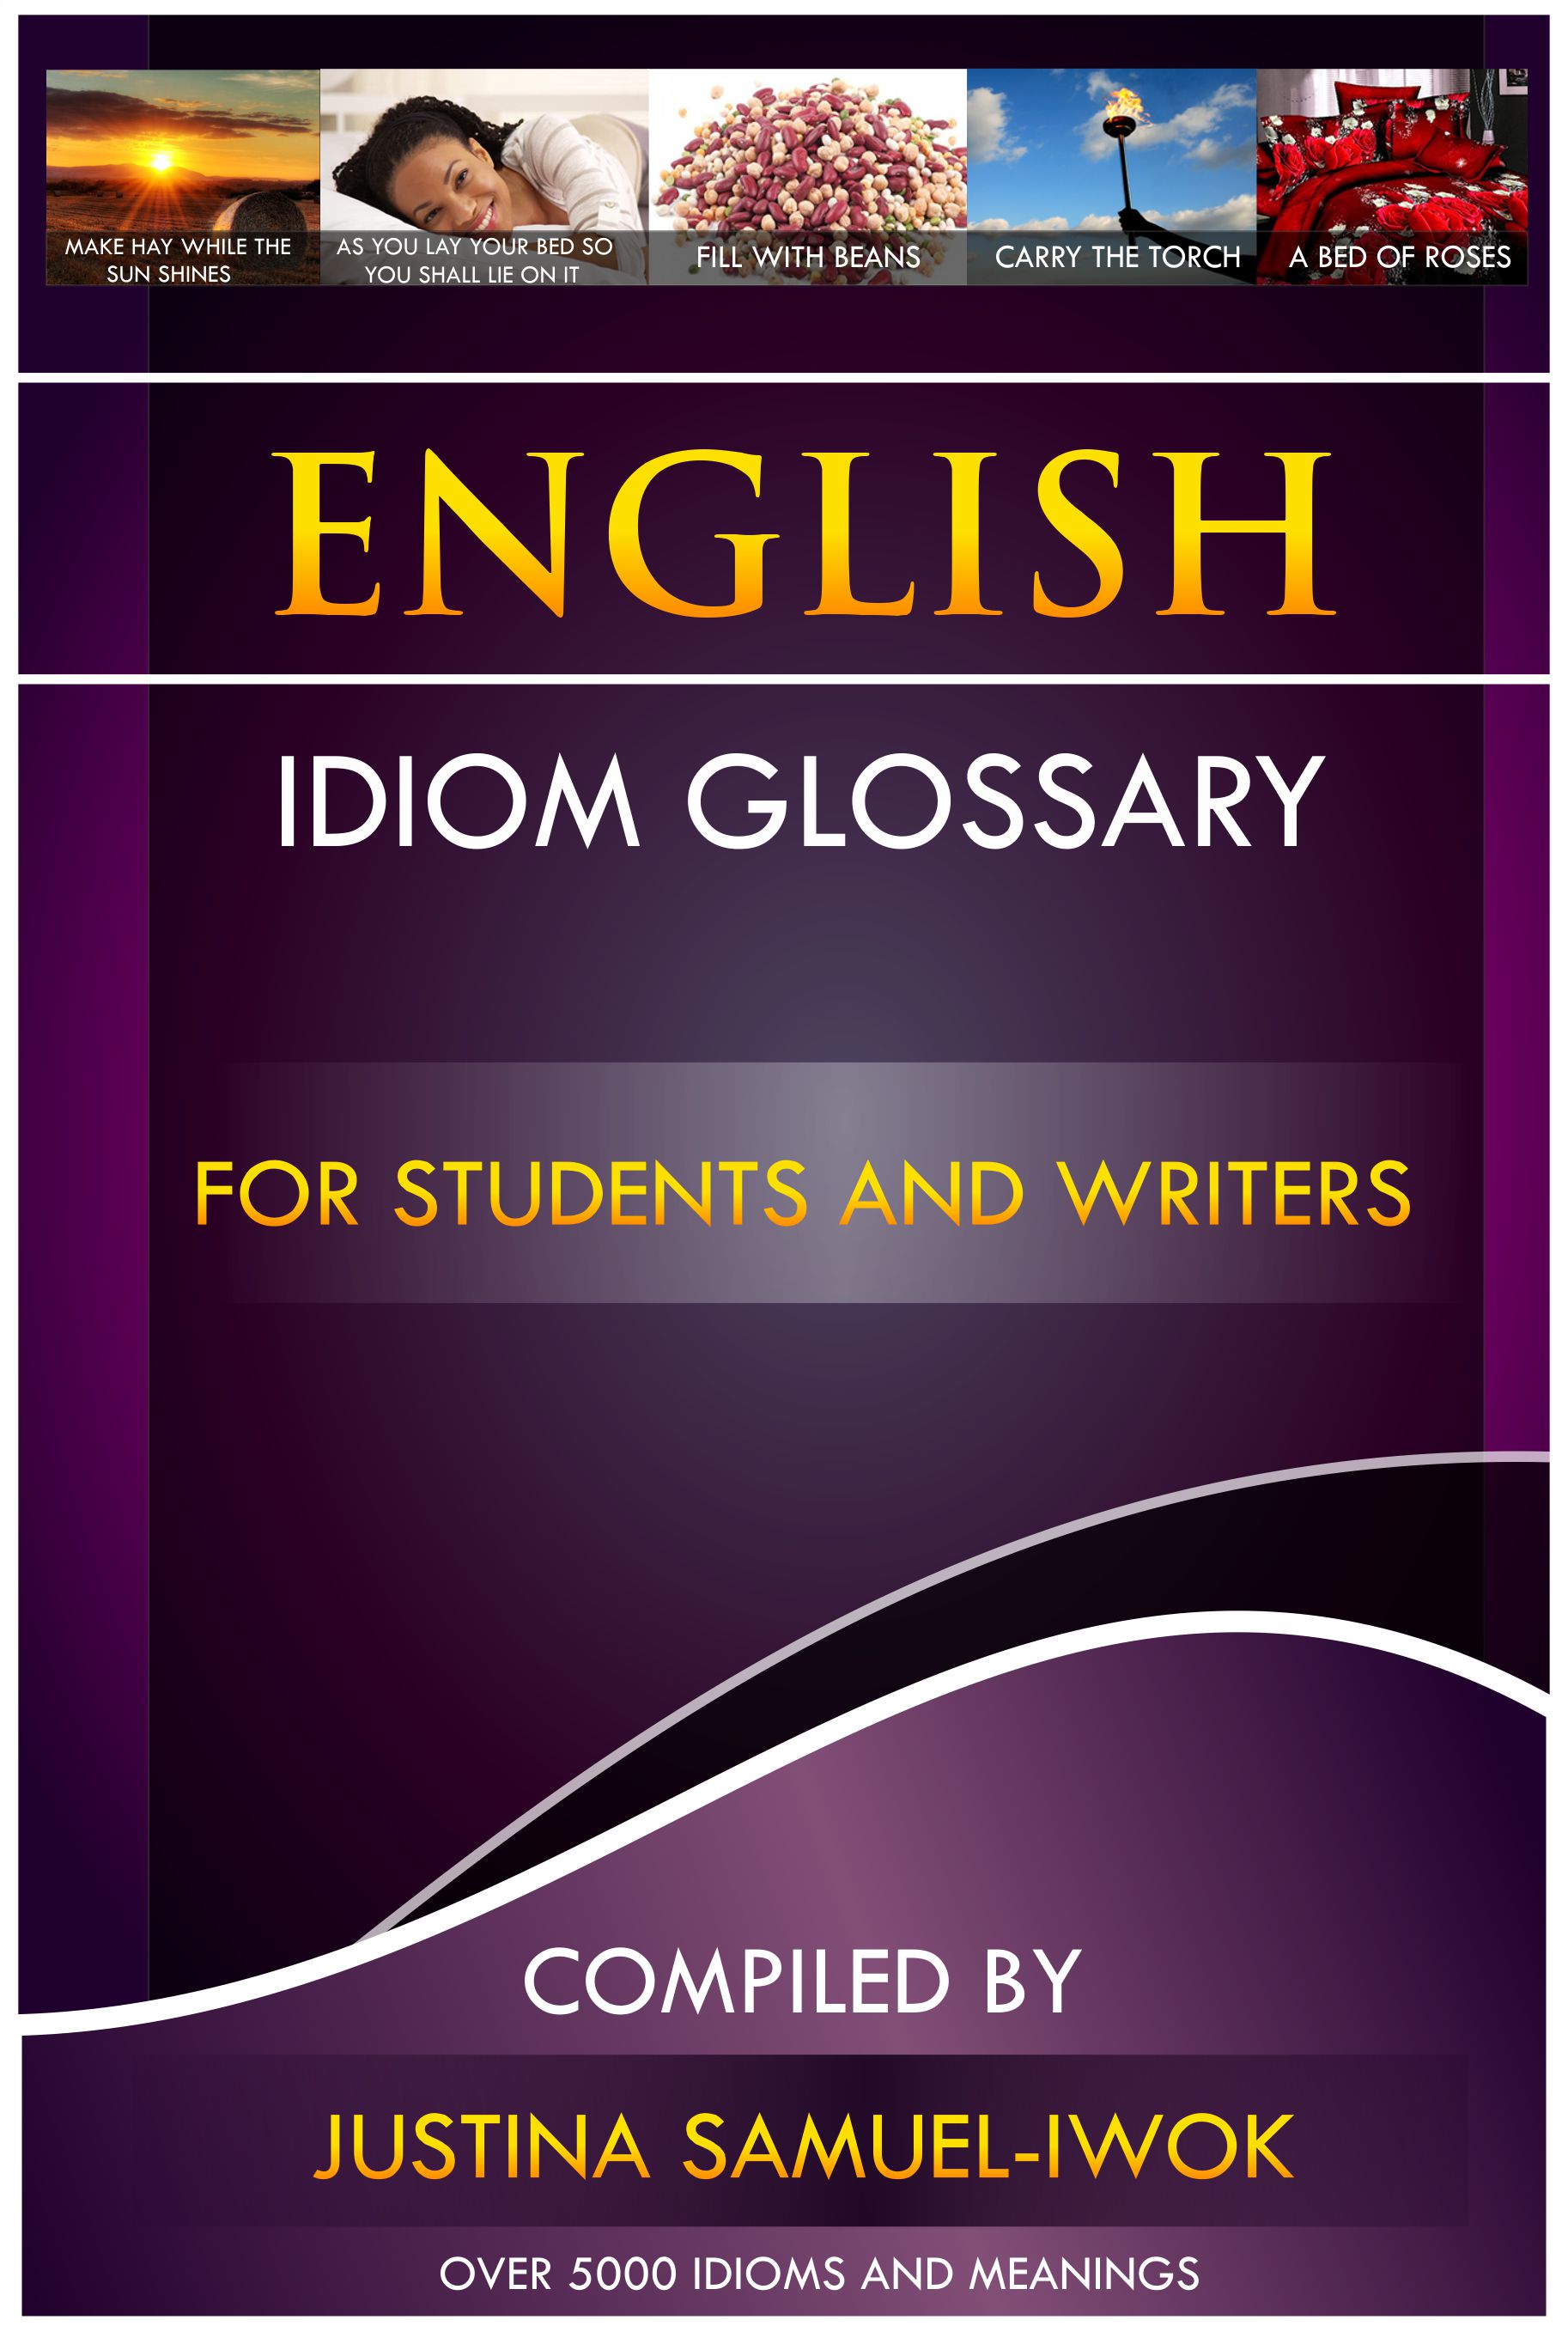 MAKE HAY WHILE THE
SUN SHINES
AS YOU LAY YOUR BED SO
YOU SHALL LIE ON IT
FILL WITH BEANS
CARRY THE TORCH
A BED OF ROSES
ENGLISH
IDIOM GLOSSARY
FOR STUDENTS AND WRITERS
COMPILED BY
JUSTINA SAMUEL-IWOK
OVER 5000 IDIOMS AND MEANINGS